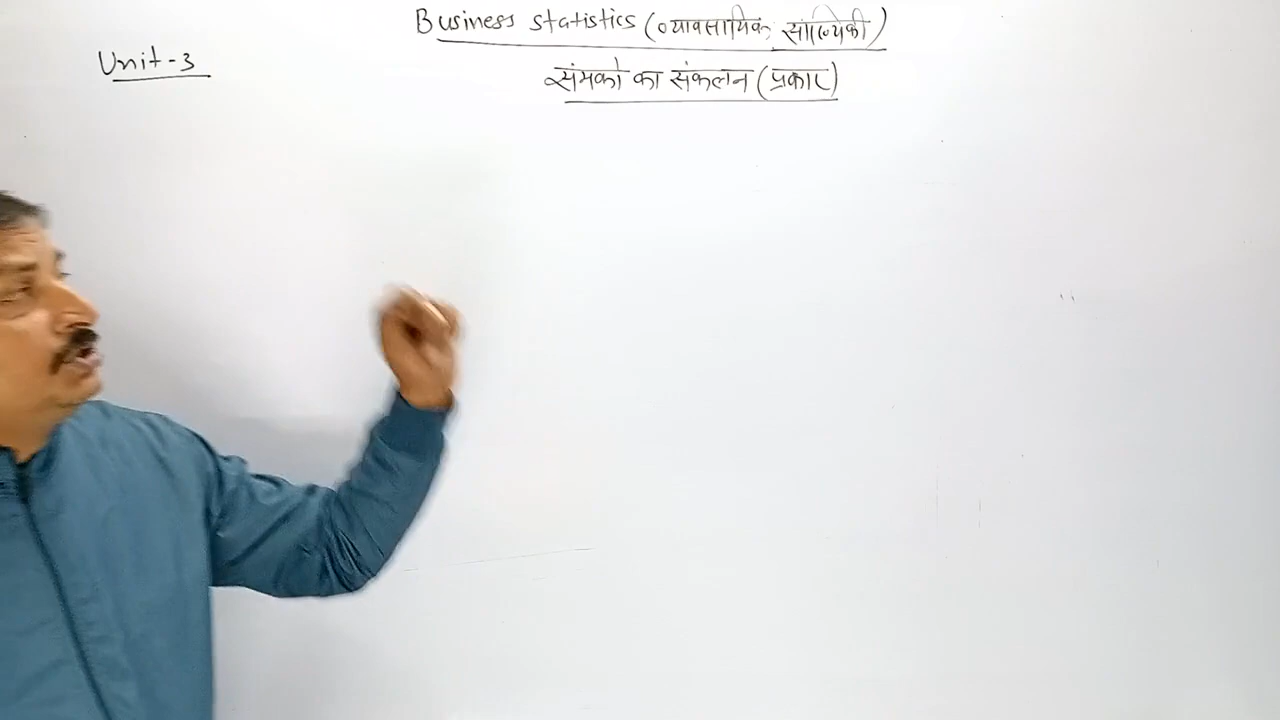 Business statistics (व्यावसायिक सांख्यिकी)
Unit-3
संमको का संकलन (प्रकार)